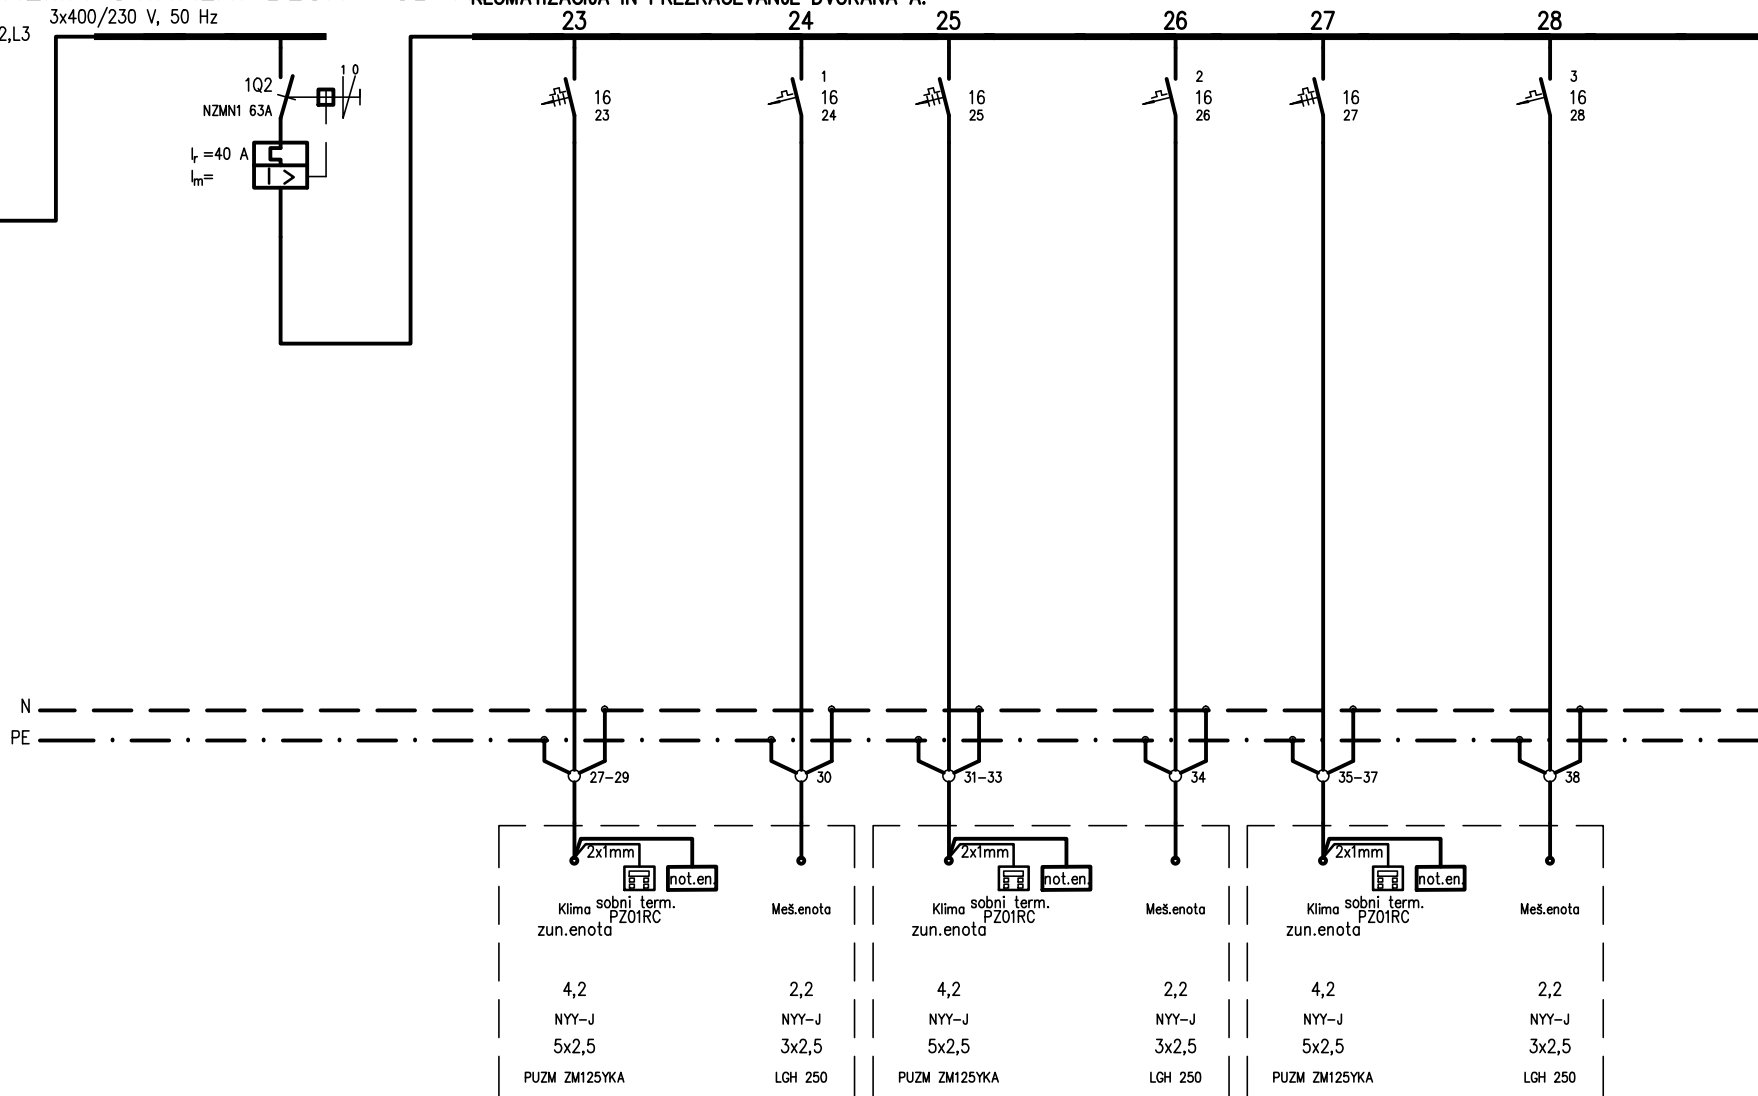 3x400/230 V, 50 Hz
23 24 25 26 27 28
2,L3
1Q2
NZMN1 63A
1 0
Ir =40 A
Im=
16
23
1
16
24
16
25
2
16
26
16
27
3
16
28
N
PE
27-29 30 31-33 34 35-37 38
2x1mm 2x1mm 2x1mm
not.en. not.en. not.en.
Klima sobni term. Meš.enota Klima sobni term. Meš.enota Klima sobni term. Meš.enota
PZ01RC PZ01RC PZ01RC
zun.enota zun.enota zun.enota
4,2 2,2 4,2 2,2 4,2 2,2
NYY-J NYY-J NYY-J NYY-J NYY-J NYY-J
5x2,5 3x2,5 5x2,5 3x2,5 5x2,5 3x2,5
PUZM ZM125YKA LGH 250 PUZM ZM125YKA LGH 250 PUZM ZM125YKA LGH 250